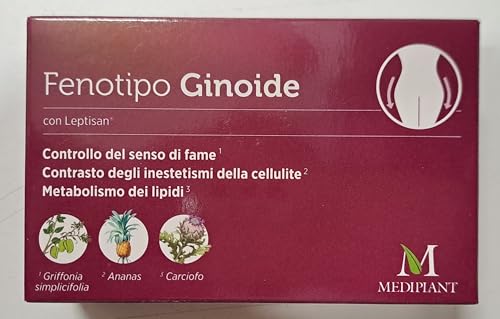 Fenotipo Ginoide
con Leptisan®
Controllo del senso di fame¹
Contrasto degli inestetismi della cellulite²
Metabolismo dei lipidi³
¹ Griffonia
simplicifolia
² Ananas
³ Carciofo
M
MEDIPIANT